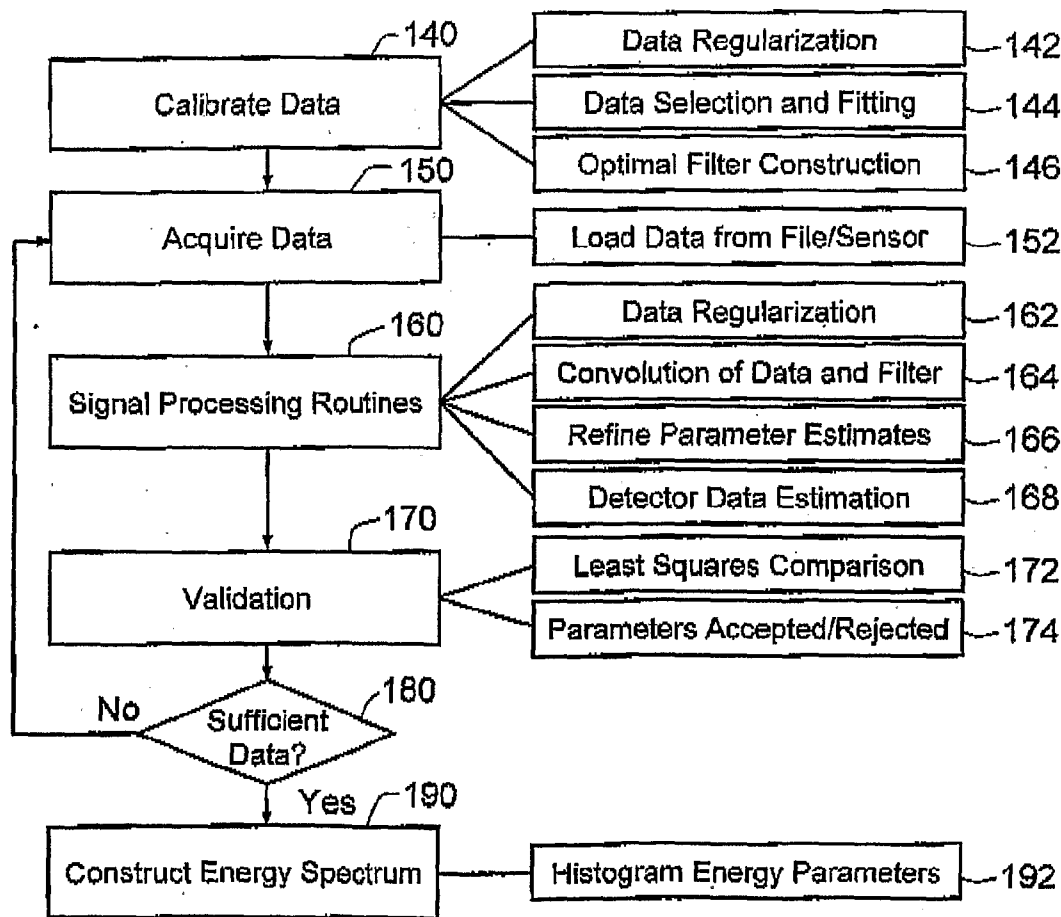 140
Calibrate Data
Data Regularization
142
Data Selection and Fitting
144
Optimal Filter Construction
146
150
Acquire Data
Load Data from File/Sensor
152
160
Signal Processing Routines
Data Regularization
162
Convolution of Data and Filter
164
Refine Parameter Estimates
166
Detector Data Estimation
168
170
Validation
Least Squares Comparison
172
Parameters Accepted/Rejected
174
180
No
Sufficient
Data?
Yes
190
Construct Energy Spectrum
Histogram Energy Parameters
192